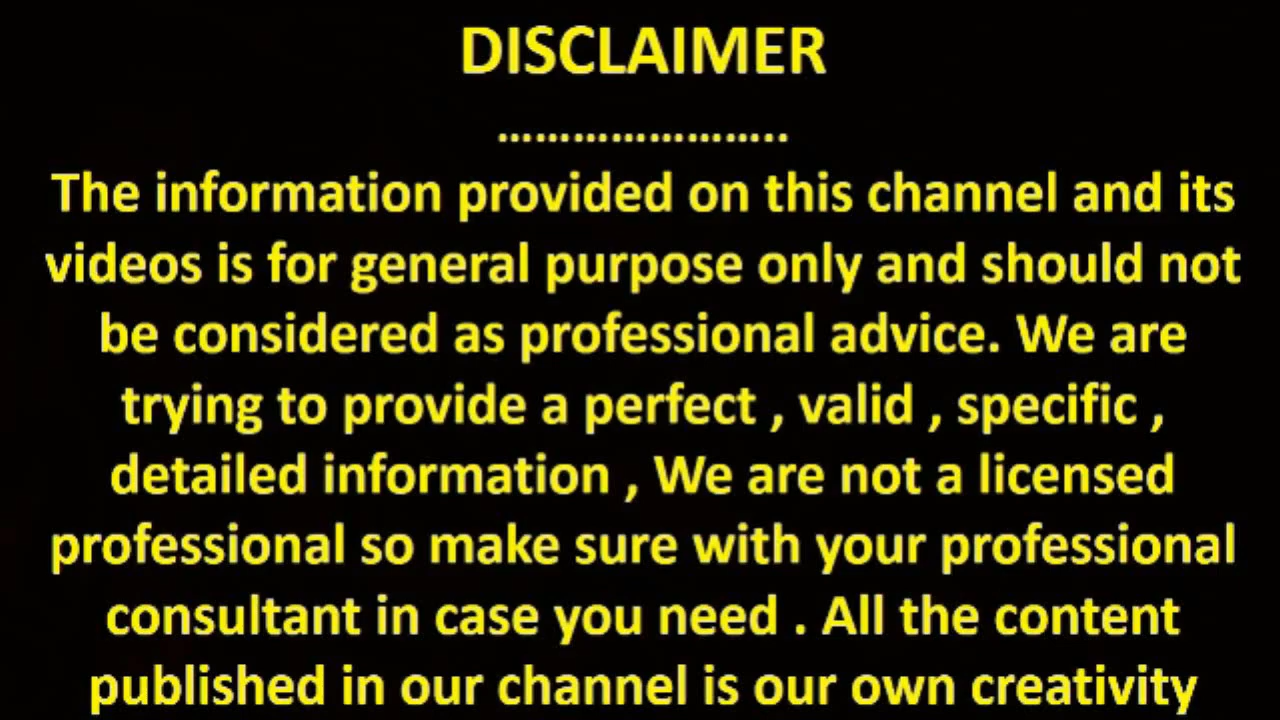 DISCLAIMER
……………………..
The information provided on this channel and its
videos is for general purpose only and should not
be considered as professional advice. We are
trying to provide a perfect , valid , specific ,
detailed information , We are not a licensed
professional so make sure with your professional
consultant in case you need . All the content
published in our channel is our own creativity